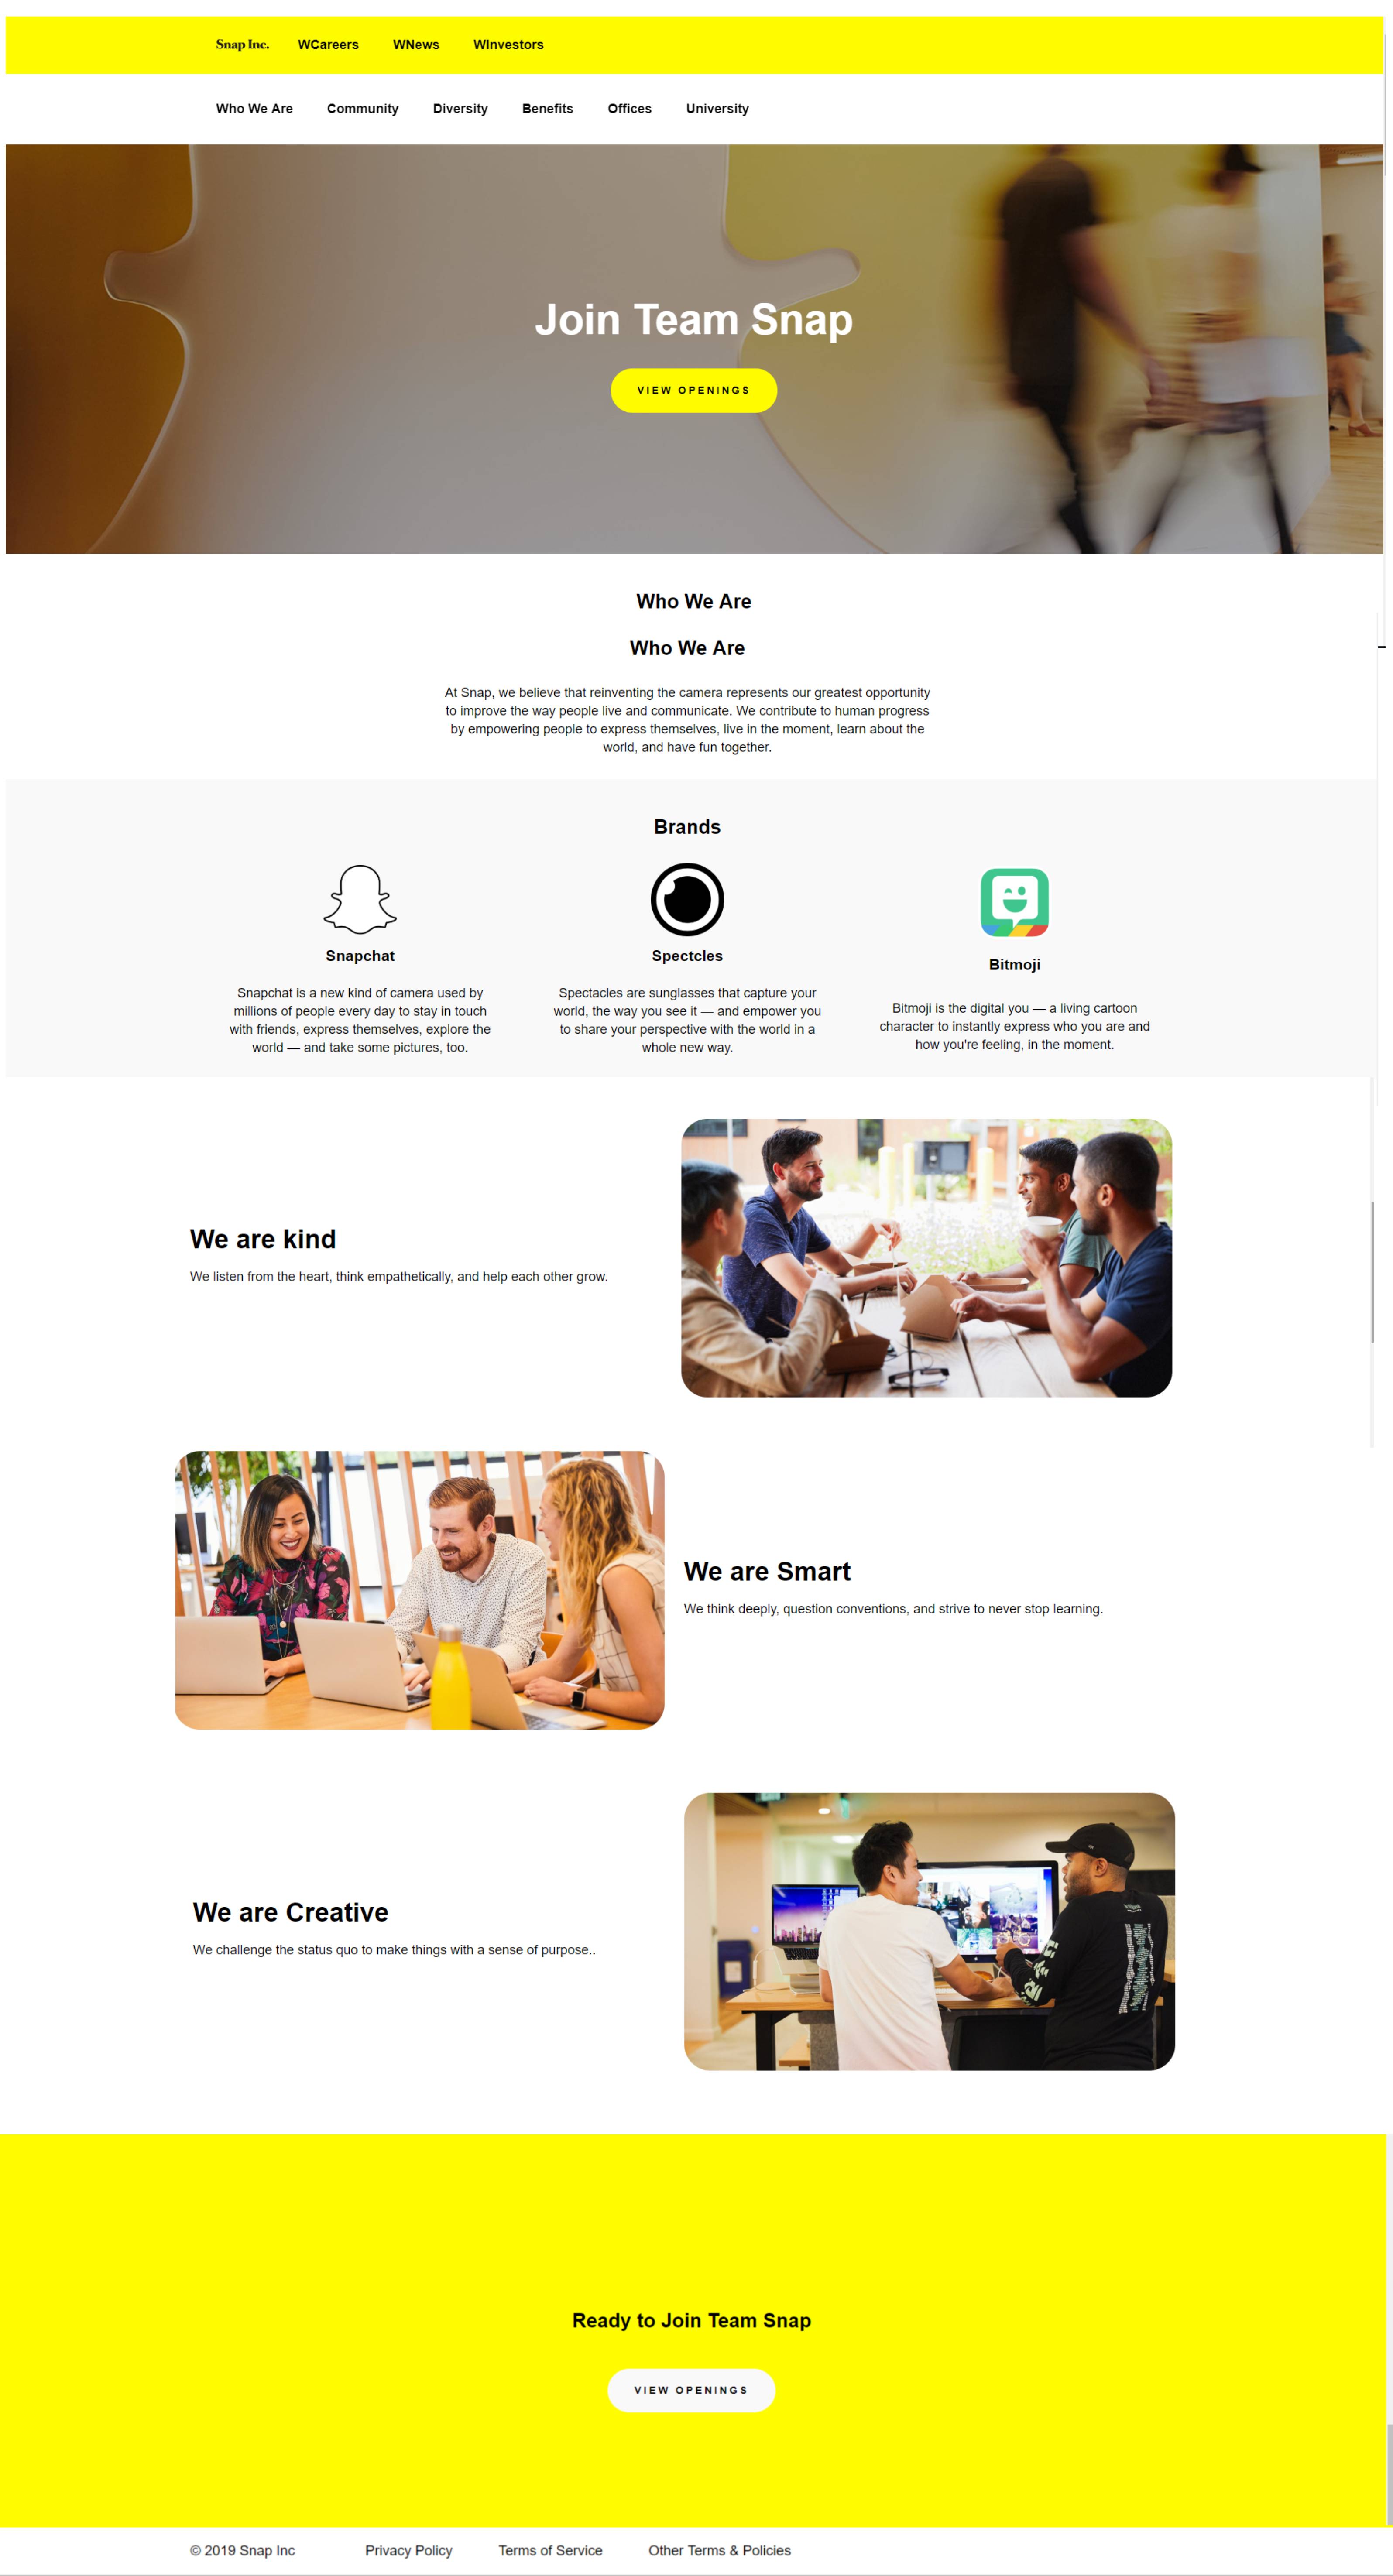 Snap Inc. WCareers WNews WInvestors
Who We Are Community Diversity Benefits Offices University
Join Team Snap
VIEW OPENINGS
Who We Are
Who We Are
At Snap, we believe that reinventing the camera represents our greatest opportunity
to improve the way people live and communicate. We contribute to human progress
by empowering people to express themselves, live in the moment, learn about the
world, and have fun together.
Brands
Snapchat
Snapchat is a new kind of camera used by
millions of people every day to stay in touch
with friends, express themselves, explore the
world — and take some pictures, too.
Spectcles
Spectacles are sunglasses that capture your
world, the way you see it — and empower you
to share your perspective with the world in a
whole new way.
Bitmoji
Bitmoji is the digital you — a living cartoon
character to instantly express who you are and
how you're feeling, in the moment.
We are kind
We listen from the heart, think empathetically, and help each other grow.
We are Smart
We think deeply, question conventions, and strive to never stop learning.
We are Creative
We challenge the status quo to make things with a sense of purpose..
Ready to Join Team Snap
VIEW OPENINGS
© 2019 Snap Inc Privacy Policy Terms of Service Other Terms & Policies